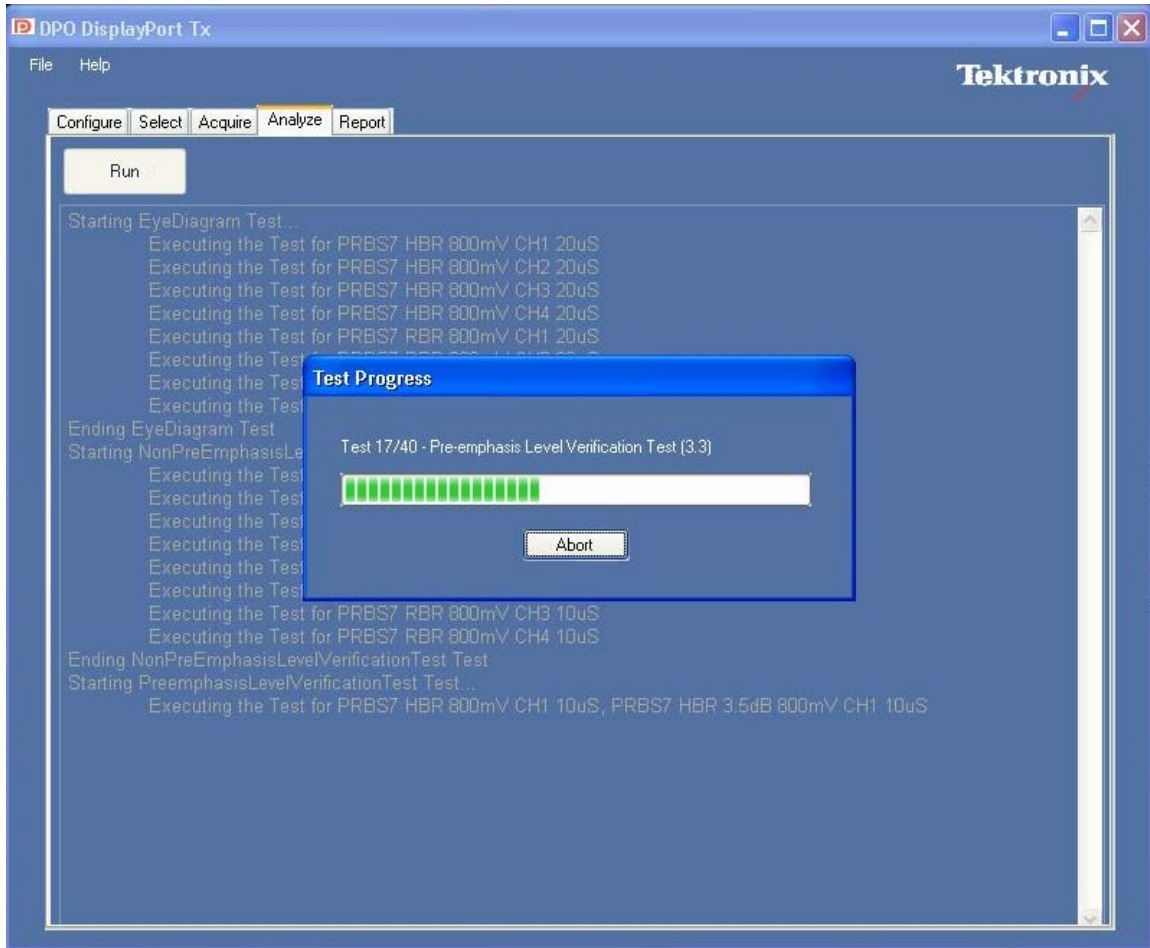 DPO DisplayPort Tx
File Help
Tektronix
Configure Select Acquire Analyze Report
Run
Starting EyeDiagram Test...
Executing the Test for PRBS7 HBR 800mV CH1 20uS
Executing the Test for PRBS7 HBR 800mV CH2 20uS
Executing the Test for PRBS7 HBR 800mV CH3 20uS
Executing the Test for PRBS7 HBR 800mV CH4 20uS
Executing the Test for PRBS7 RBR 800mV CH1 20uS
Executing the
Executing the Test
Executing the Test
Ending EyeDiagram Test
Starting NonPreEmphasisLe
Executing the Test
Executing the Test
Executing the Test
Executing the Test
Executing the Test
Executing the Test
Executing the Test for PRBS7 RBR 800mV CH3 10uS
Executing the Test for PRBS7 RBR 800mV CH4 10uS
Ending NonPreEmphasisLevelVerificationTest Test
Starting PreemphasisLevelVerificationTest Test...
Executing the Test for PRBS7 HBR 800mV CH1 10uS, PRBS7 HBR 3.5dB 800mV CH1 10uS
Test Progress
Test 17/40 - Pre-emphasis Level Verification Test (3.3)
Abort